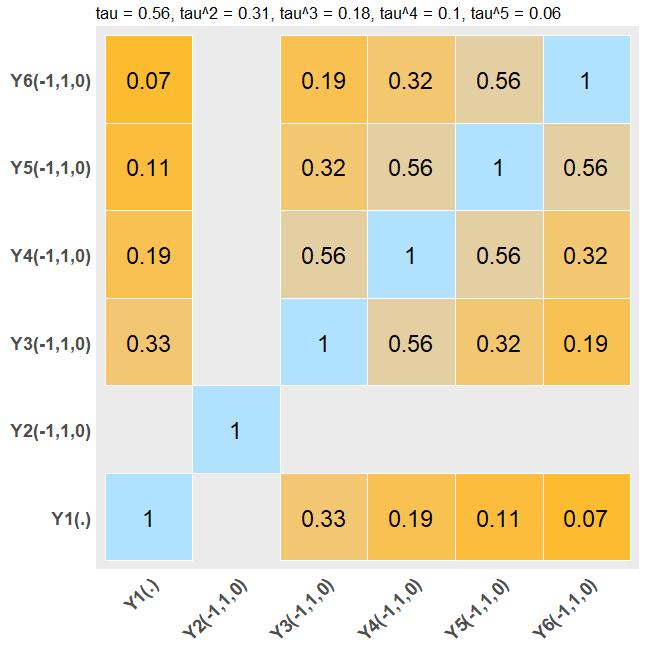 tau = 0.56, tau^2 = 0.31, tau^3 = 0.18, tau^4 = 0.1, tau^5 = 0.06
Y6(-1,1,0) 0.07 0.19 0.32 0.56 1
Y5(-1,1,0) 0.11 0.32 0.56 1 0.56
Y4(-1,1,0) 0.19 0.56 1 0.56 0.32
Y3(-1,1,0) 0.33 1 0.56 0.32 0.19
Y2(-1,1,0) 1
Y1(.) 1 0.33 0.19 0.11 0.07
Y1(.) Y2(-1,1,0) Y3(-1,1,0) Y4(-1,1,0) Y5(-1,1,0) Y6(-1,1,0)